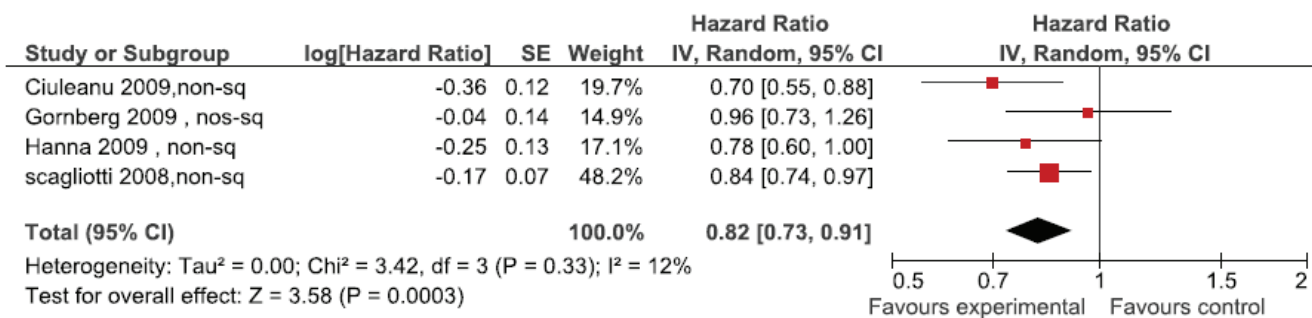 Hazard Ratio Hazard Ratio
Study or Subgroup log[Hazard Ratio] SE Weight IV, Random, 95% CI IV, Random, 95% CI
Ciuleanu 2009,non-sq -0.36 0.12 19.7% 0.70 [0.55, 0.88]
Gornberg 2009 , nos-sq -0.04 0.14 14.9% 0.96 [0.73, 1.26]
Hanna 2009 , non-sq -0.25 0.13 17.1% 0.78 [0.60, 1.00]
scagliotti 2008,non-sq -0.17 0.07 48.2% 0.84 [0.74, 0.97]
Total (95% CI) 100.0% 0.82 [0.73, 0.91]
Heterogeneity: Tau² = 0.00; Chi² = 3.42, df = 3 (P = 0.33); I² = 12%
Test for overall effect: Z = 3.58 (P = 0.0003)
0.5 0.7 1 1.5 2
Favours experimental Favours control